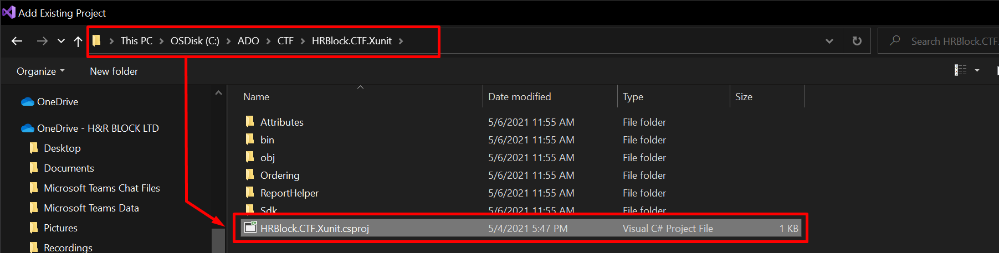 Add Existing Project
This PC > OSDisk (C:) > ADO > CTF > HRBlock.CTF.Xunit >
Search HRBlock.CTF.
Organize
New folder
OneDrive
OneDrive - H&R BLOCK LTD
Desktop
Documents
Microsoft Teams Chat Files
Microsoft Teams Data
Pictures
Recordings
Name Date modified Type Size
Attributes 5/6/2021 11:55 AM File folder
bin 5/6/2021 11:55 AM File folder
obj 5/6/2021 11:55 AM File folder
Ordering 5/6/2021 11:55 AM File folder
ReportHelper 5/6/2021 11:55 AM File folder
Sdk 5/6/2021 11:55 AM File folder
HRBlock.CTF.Xunit.csproj 5/4/2021 5:47 PM Visual C# Project File 1 KB